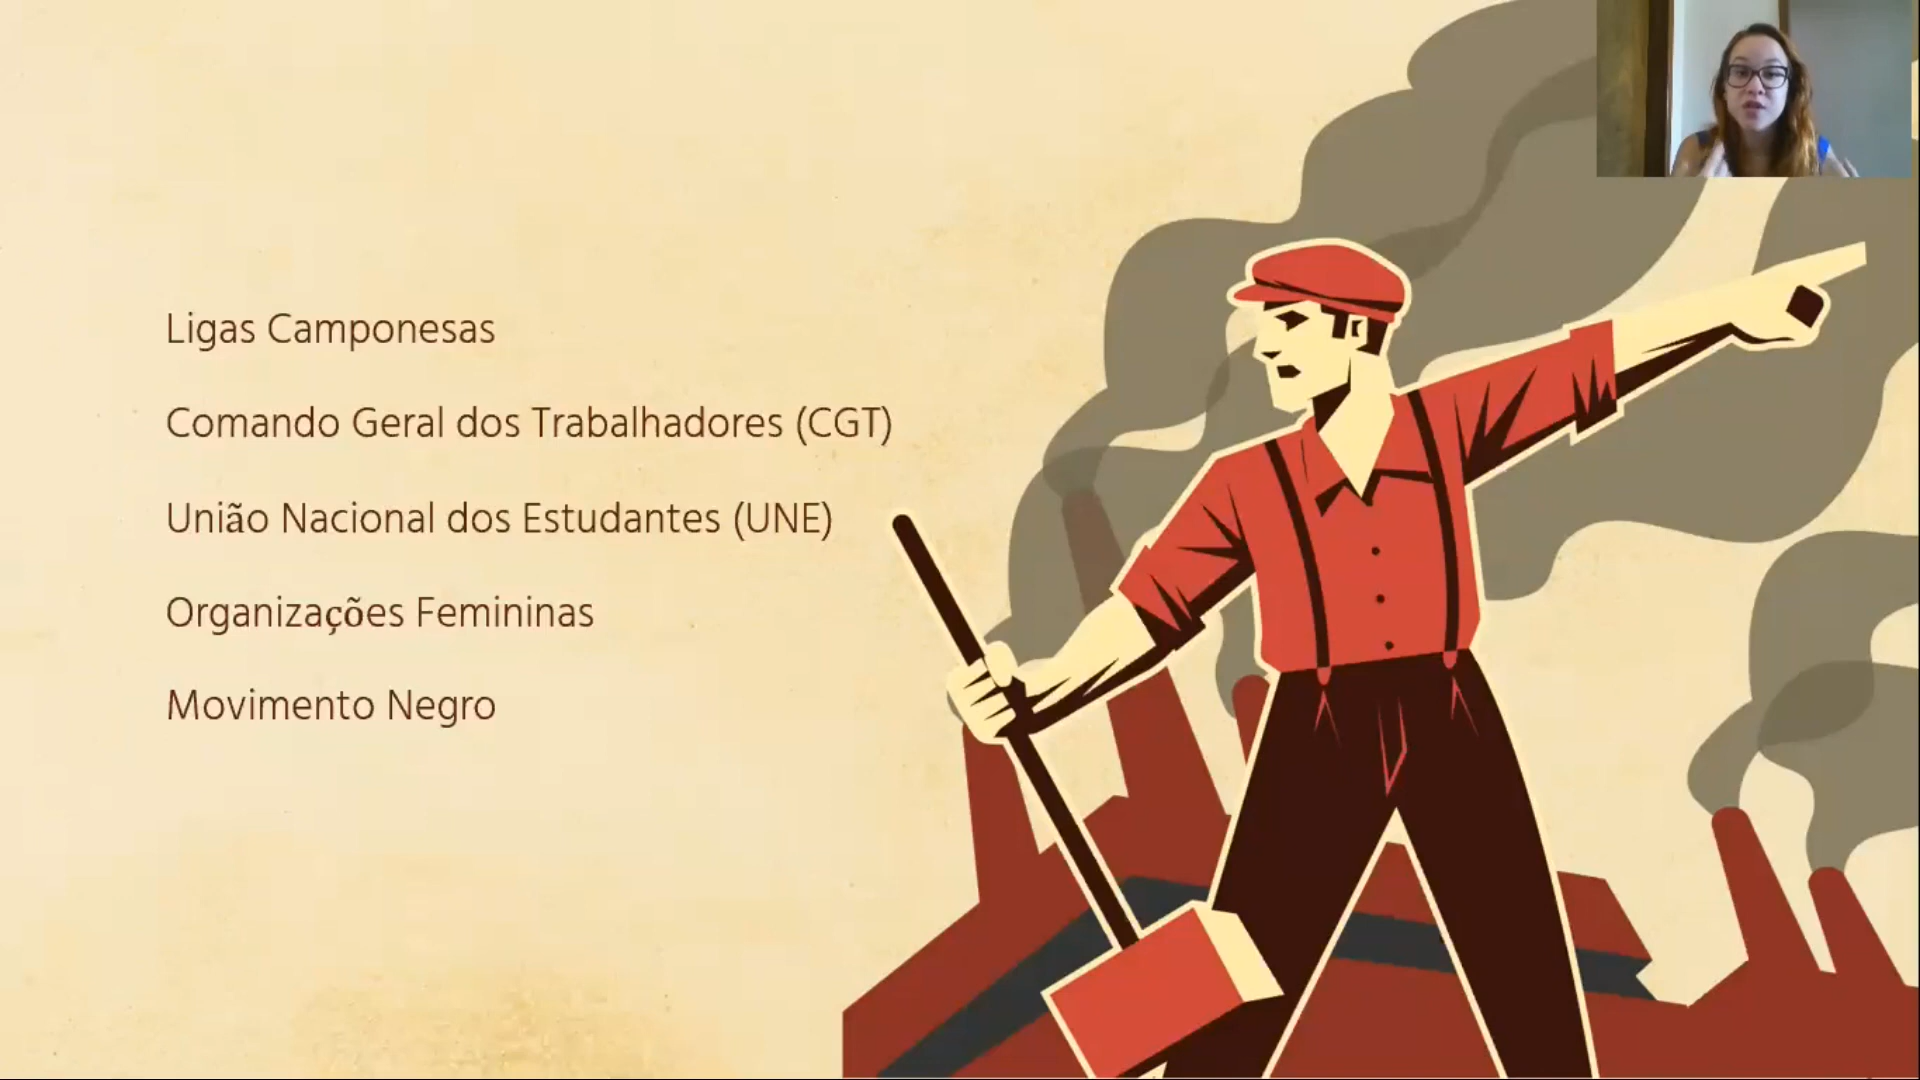 Ligas Camponesas
Comando Geral dos Trabalhadores (CGT)
União Nacional dos Estudantes (UNE)
Organizações Femininas
Movimento Negro